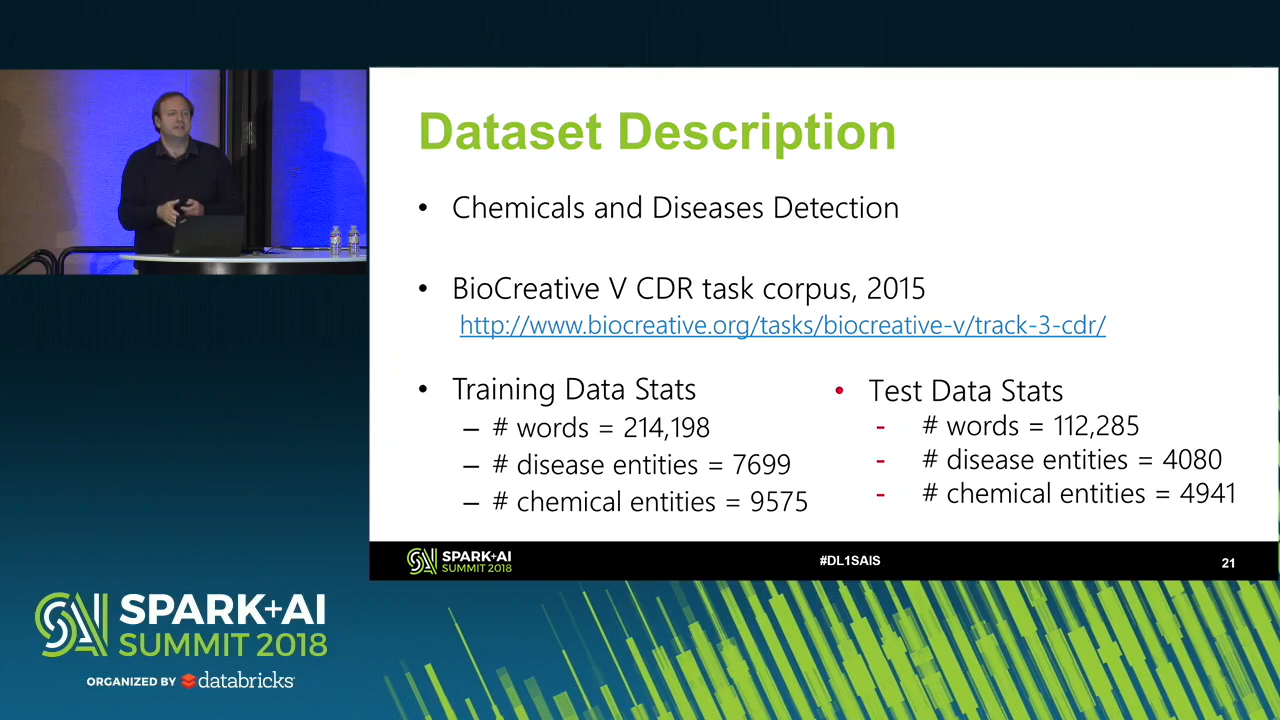 Dataset Description
• Chemicals and Diseases Detection
• BioCreative V CDR task corpus, 2015
http://www.biocreative.org/tasks/biocreative-v/track-3-cdr/
• Training Data Stats
– # words = 214,198
– # disease entities = 7699
– # chemical entities = 9575
• Test Data Stats
- # words = 112,285
- # disease entities = 4080
- # chemical entities = 4941
SPARK+AI
SUMMIT 2018
#DL1SAIS
21
SPARK+AI
SUMMIT 2018
ORGANIZED BY databricks